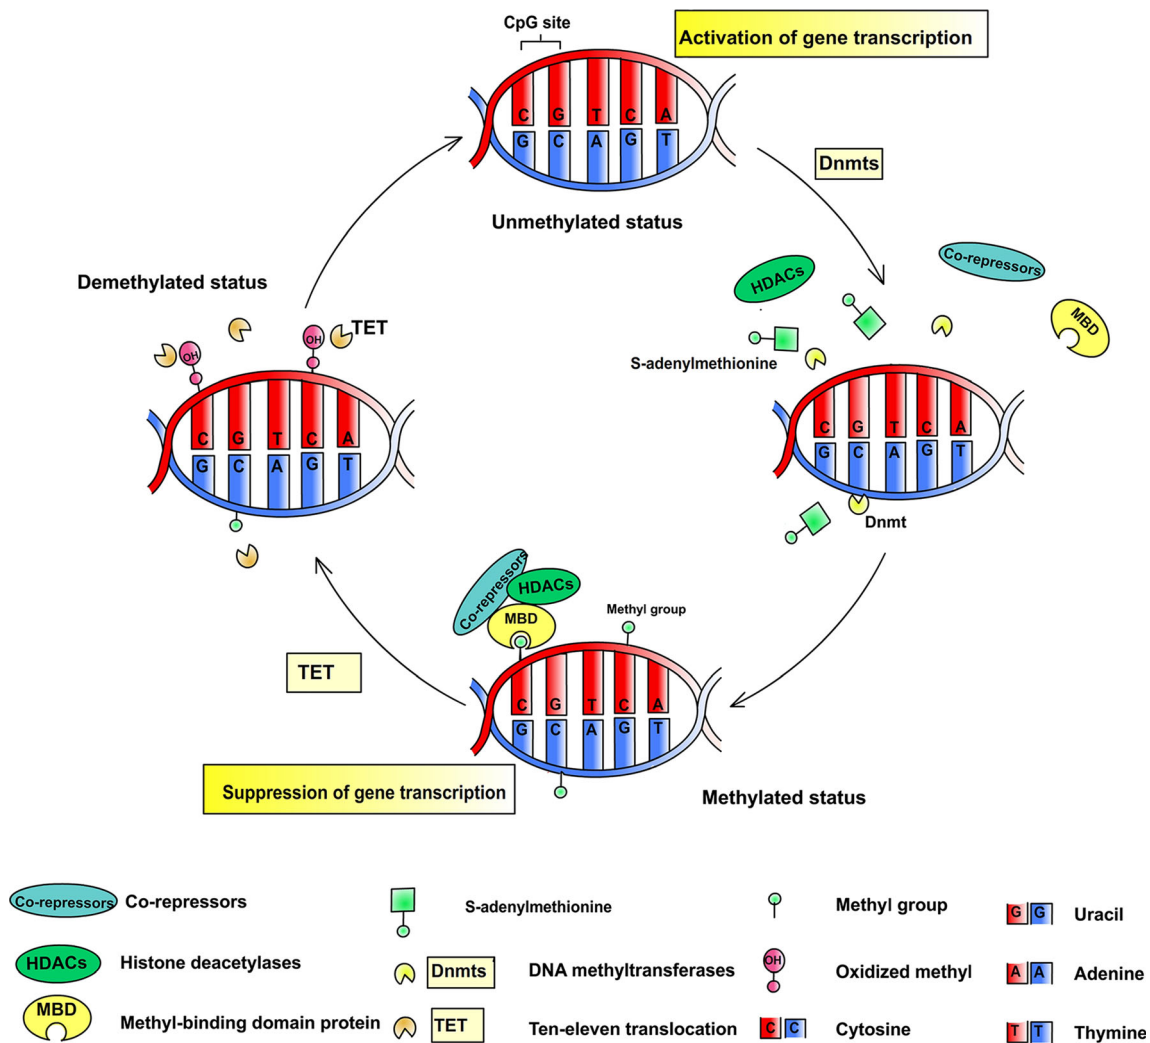 CpG site
Activation of gene transcription
C G T C A
G C A G T
Unmethylated status
Dnmts
Demethylated status
TET
OH
OH
C G T C A
G C A G T
HDACs
Co-repressors
MBD
S-adenylmethionine
C G T C A
G C A G T
Dnmt
Co-repressors
HDACs
MBD
Methyl group
TET
C G T C A
G C A G T
Suppression of gene transcription
Methylated status
Co-repressors Co-repressors
HDACs Histone deacetylases
MBD Methyl-binding domain protein
S-adenylmethionine
Dnmts DNA methyltransferases
TET Ten-eleven translocation
Methyl group
OH Oxidized methyl
C C Cytosine
G G Uracil
A A Adenine
T T Thymine